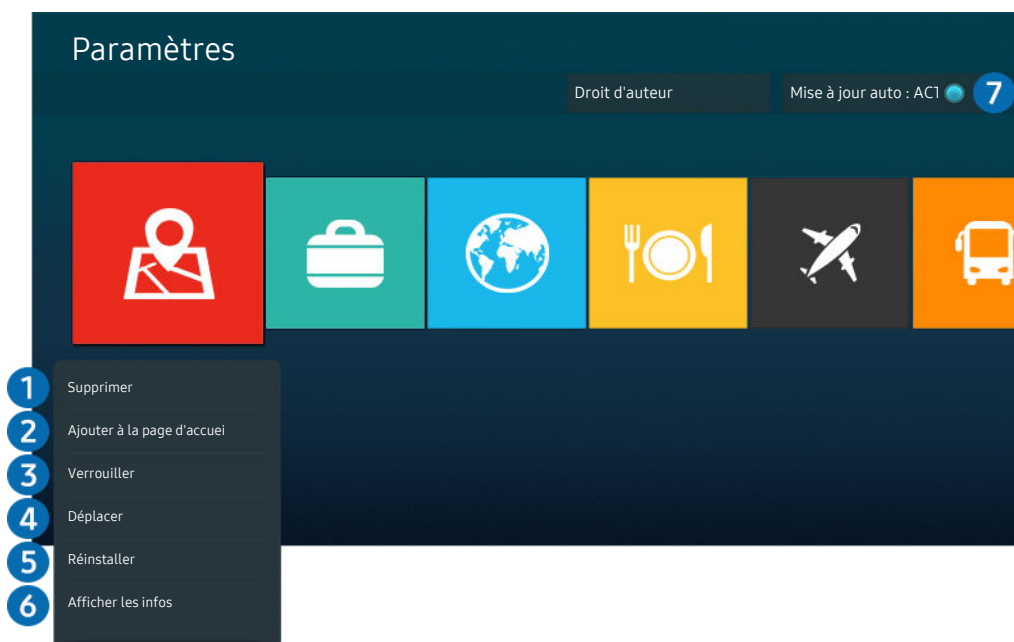 Paramètres
Droit d'auteur
Mise à jour auto : AC1
7
1
Supprimer
2
Ajouter à la page d'accuei
3
Verrouiller
4
Déplacer
5
Réinstaller
6
Afficher les infos